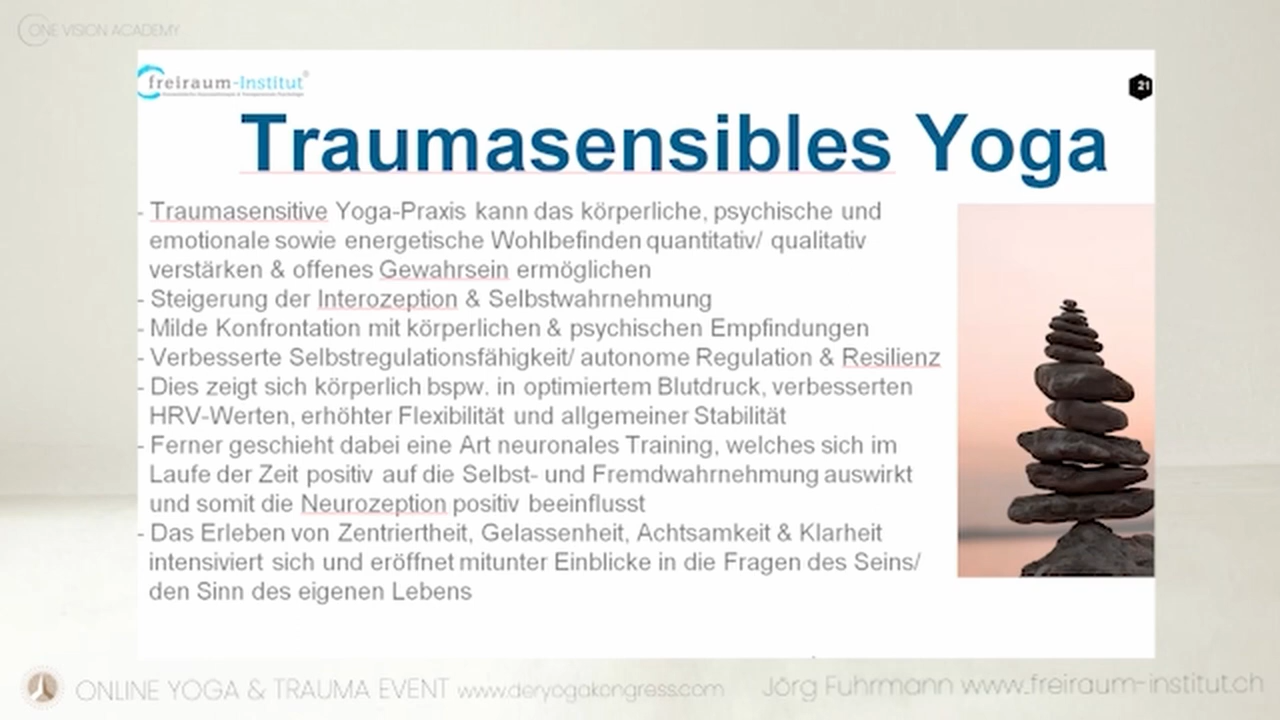 ONE VISION ACADEMY
freiraum-Institut®
21
Traumasensibles Yoga
- Traumasensitive Yoga-Praxis kann das körperliche, psychische und
emotionale sowie energetische Wohlbefinden quantitativ/ qualitativ
verstärken & offenes Gewahrsein ermöglichen
- Steigerung der Interozeption & Selbstwahrnehmung
- Milde Konfrontation mit körperlichen & psychischen Empfindungen
- Verbesserte Selbstregulationsfähigkeit/ autonome Regulation & Resilienz
- Dies zeigt sich körperlich bspw. in optimiertem Blutdruck, verbesserten
HRV-Werten, erhöhter Flexibilität und allgemeiner Stabilität
- Ferner geschieht dabei eine Art neuronales Training, welches sich im
Laufe der Zeit positiv auf die Selbst- und Fremdwahrnehmung auswirkt
und somit die Neurozeption positiv beeinflusst
- Das Erleben von Zentriertheit, Gelassenheit, Achtsamkeit & Klarheit
intensiviert sich und eröffnet mitunter Einblicke in die Fragen des Seins/
den Sinn des eigenen Lebens
ONLINE YOGA & TRAUMA EVENT www.deryogakongress.com Jörg Fuhrmann www.freiraum-institut.ch